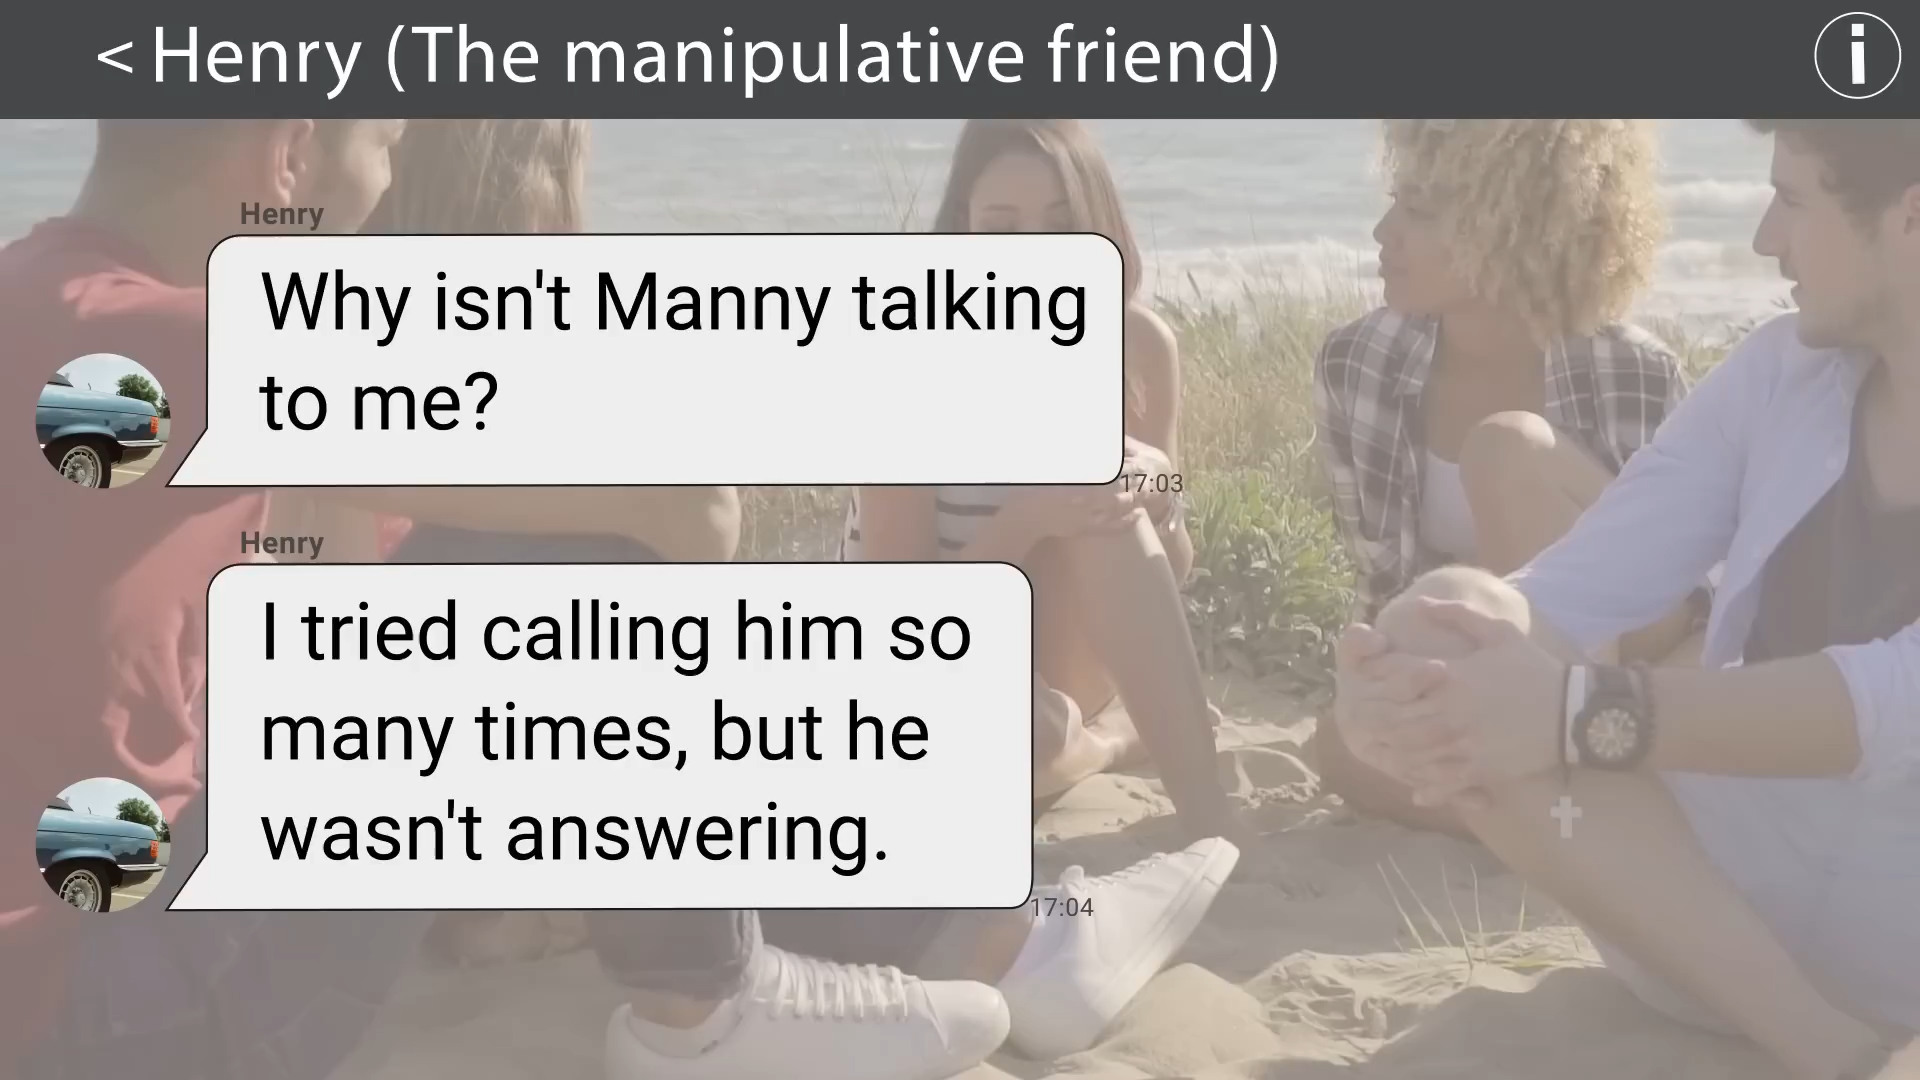 < Henry (The manipulative friend)
i
Henry
Why isn't Manny talking
to me?
17:03
Henry
I tried calling him so
many times, but he
wasn't answering.
17:04